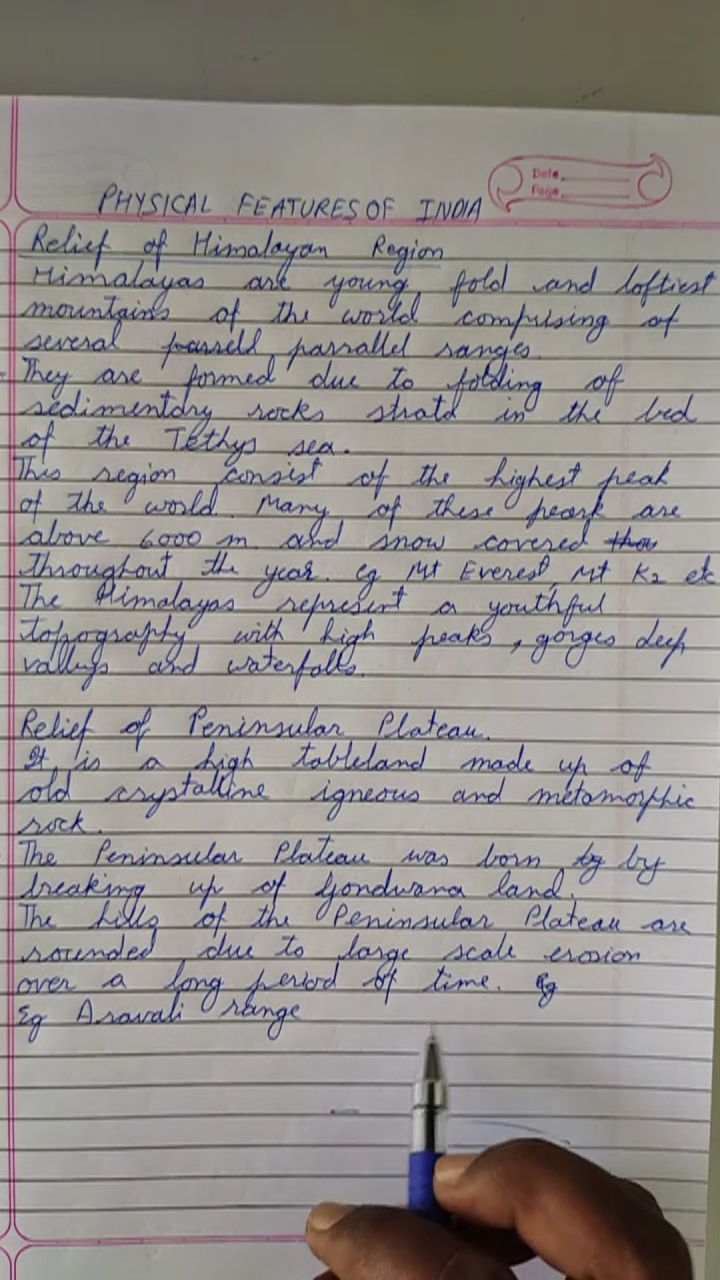 Date
Page
PHYSICAL FEATURES OF INDIA
Relief of Himalayan Region
Himalayas are young fold and loftiest
mountains of the world comprising of
several parrell parrallel ranges.
They are formed due to folding of
sedimentory rocks strata in the bed
of the Tethys sea.
This region consist of the highest peak
of the world. Many of these peark are
above 6000 m and snow covered thou
throughout the year. eg Mt Everest, Mt K2 etc
The Himalayas represent a youthful
topography with high peaks, gorges deep
valleys and waterfalls.
Relief of Peninsular Plateau.
It is a high tableland made up of
old crystalline igneous and metamorphic
rock.
The Peninsular Plateau was born by by
breaking up of Gondwana land.
The hills of the Peninsular Plateau are
rounded due to large scale erosion
over a long period of time. Eg
Eg Aravali range